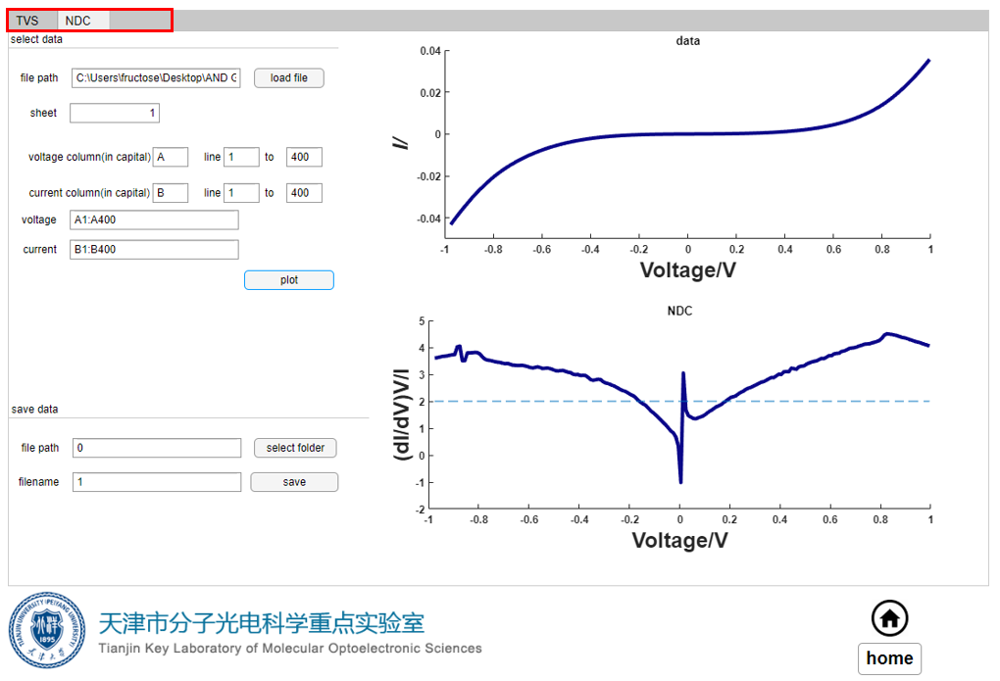 TVS NDC
select data
file path C:\Users\fructose\Desktop\AND G load file
sheet 1
voltage column(in capital) A line 1 to 400
current column(in capital) B line 1 to 400
voltage A1:A400
current B1:B400
plot
save data
file path 0 select folder
filename 1 save
data
0.04
0.02
0
-0.02
-0.04
I/
-1 -0.8 -0.6 -0.4 -0.2 0 0.2 0.4 0.6 0.8 1
Voltage/V
NDC
5
4
3
2
1
0
-1
-2
(dI/dV)V/I
-1 -0.8 -0.6 -0.4 -0.2 0 0.2 0.4 0.6 0.8 1
Voltage/V
1895
天津大学
天津市分子光电科学重点实验室
Tianjin Key Laboratory of Molecular Optoelectronic Sciences
home